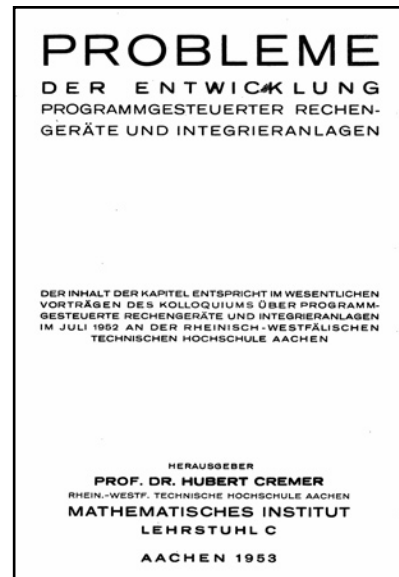 PROBLEME
DER ENTWICKLUNG
PROGRAMMGESTEUERTER RECHEN-
GERÄTE UND INTEGRIERANLAGEN
DER INHALT DER KAPITEL ENTSPRICHT IM WESENTLICHEN
VORTRÄGEN DES KOLLOQUIUMS ÜBER PROGRAMM-
GESTEUERTE RECHENGERÄTE UND INTEGRIERANLAGEN
IM JULI 1952 AN DER RHEINISCH-WESTFÄLISCHEN
TECHNISCHEN HOCHSCHULE AACHEN
HERAUSGEBER
PROF. DR. HUBERT CREMER
RHEIN.-WESTF. TECHNISCHE HOCHSCHULE AACHEN
MATHEMATISCHES INSTITUT
LEHRSTUHL C
AACHEN 1953